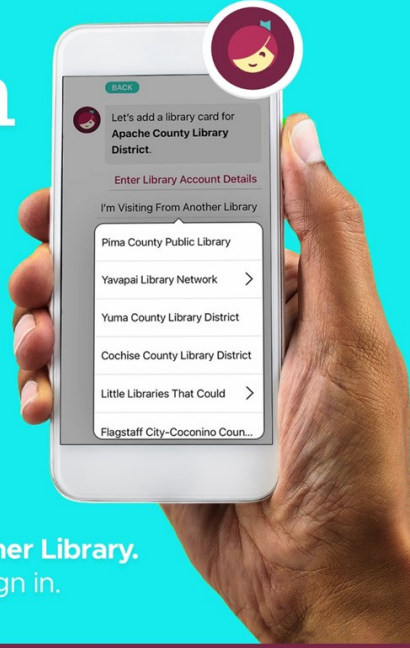 BACK
Let's add a library card for
Apache County Library
District.
Enter Library Account Details
I'm Visiting From Another Library
Pima County Public Library
Yavapai Library Network
Yuma County Library District
Cochise County Library District
Little Libraries That Could
Flagstaff City-Coconino Coun...
Library.
in.